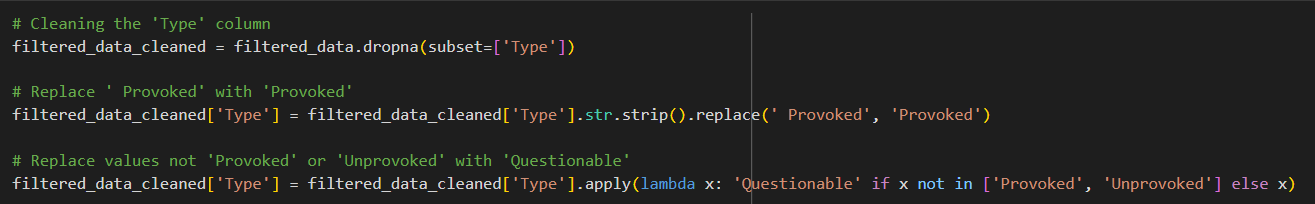 # Cleaning the 'Type' column
filtered_data_cleaned = filtered_data.dropna(subset=['Type'])
# Replace ' Provoked' with 'Provoked'
filtered_data_cleaned['Type'] = filtered_data_cleaned['Type'].str.strip().replace(' Provoked', 'Provoked')
# Replace values not 'Provoked' or 'Unprovoked' with 'Questionable'
filtered_data_cleaned['Type'] = filtered_data_cleaned['Type'].apply(lambda x: 'Questionable' if x not in ['Provoked', 'Unprovoked'] else x)